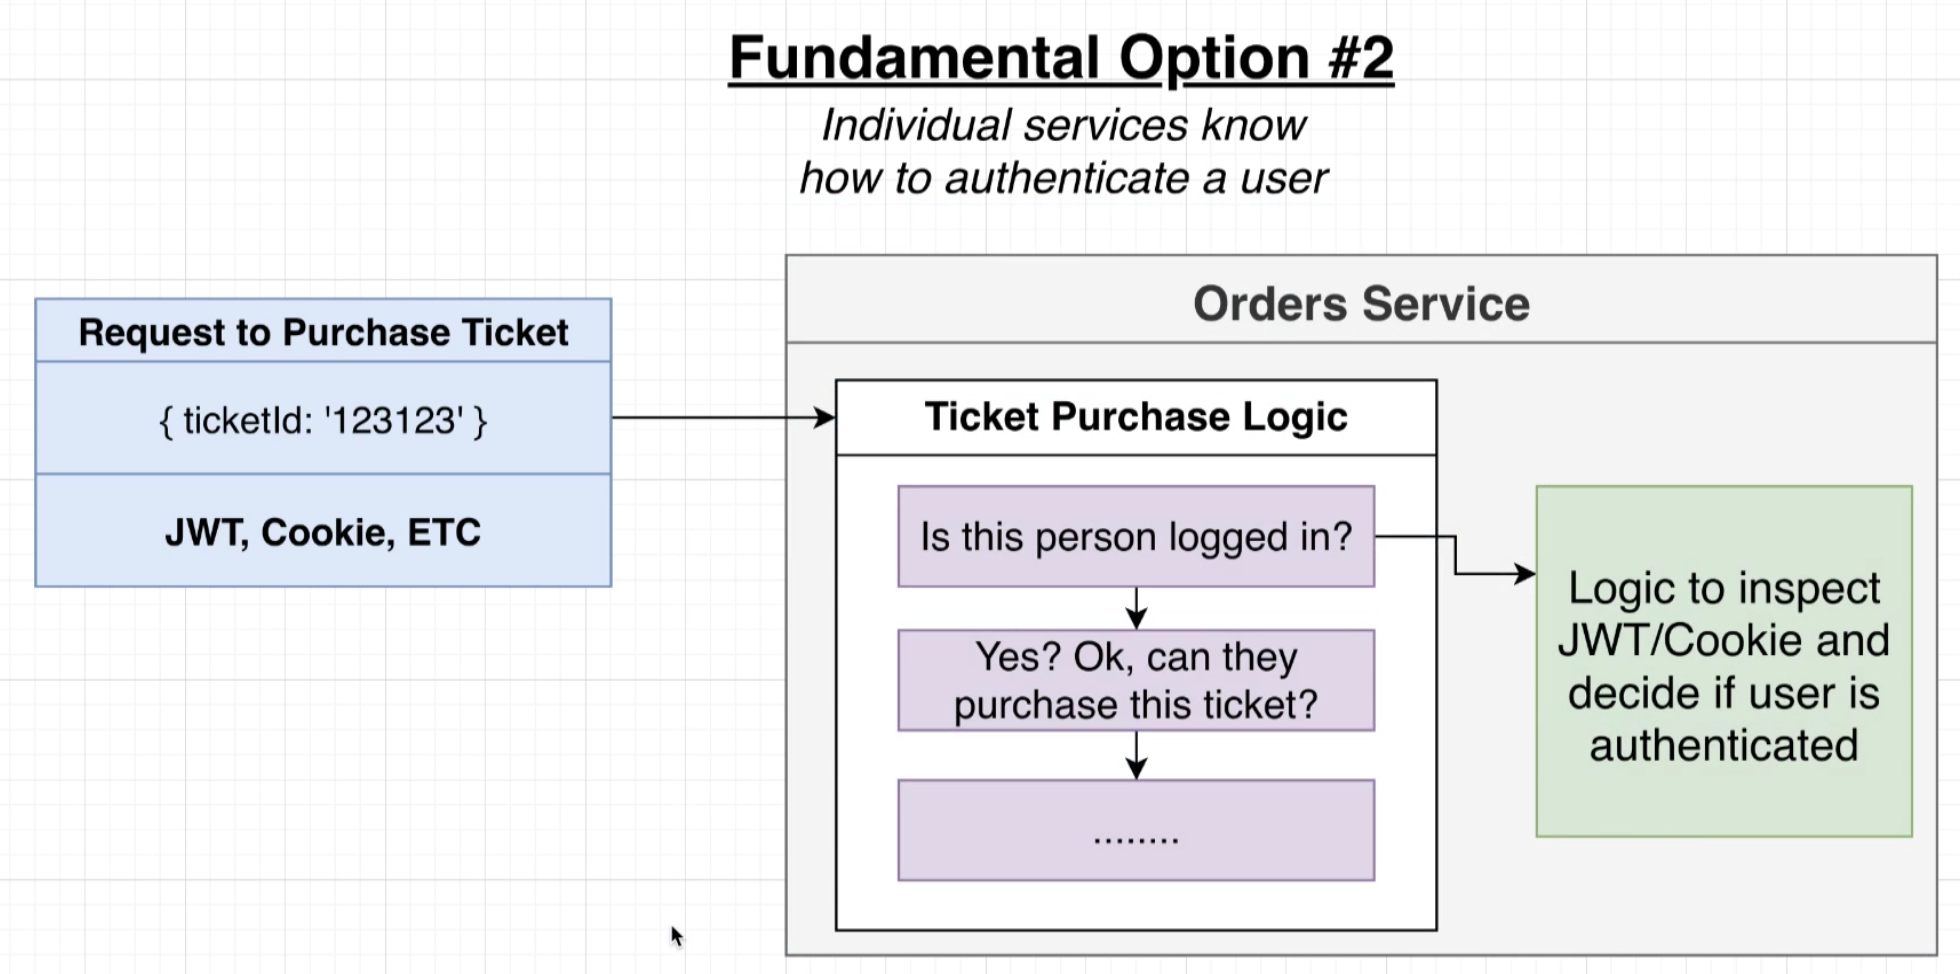 Fundamental Option #2
Individual services know
how to authenticate a user
Request to Purchase Ticket
{ ticketId: '123123' }
JWT, Cookie, ETC
Orders Service
Ticket Purchase Logic
Is this person logged in?
Yes? Ok, can they
purchase this ticket?
........
Logic to inspect
JWT/Cookie and
decide if user is
authenticated